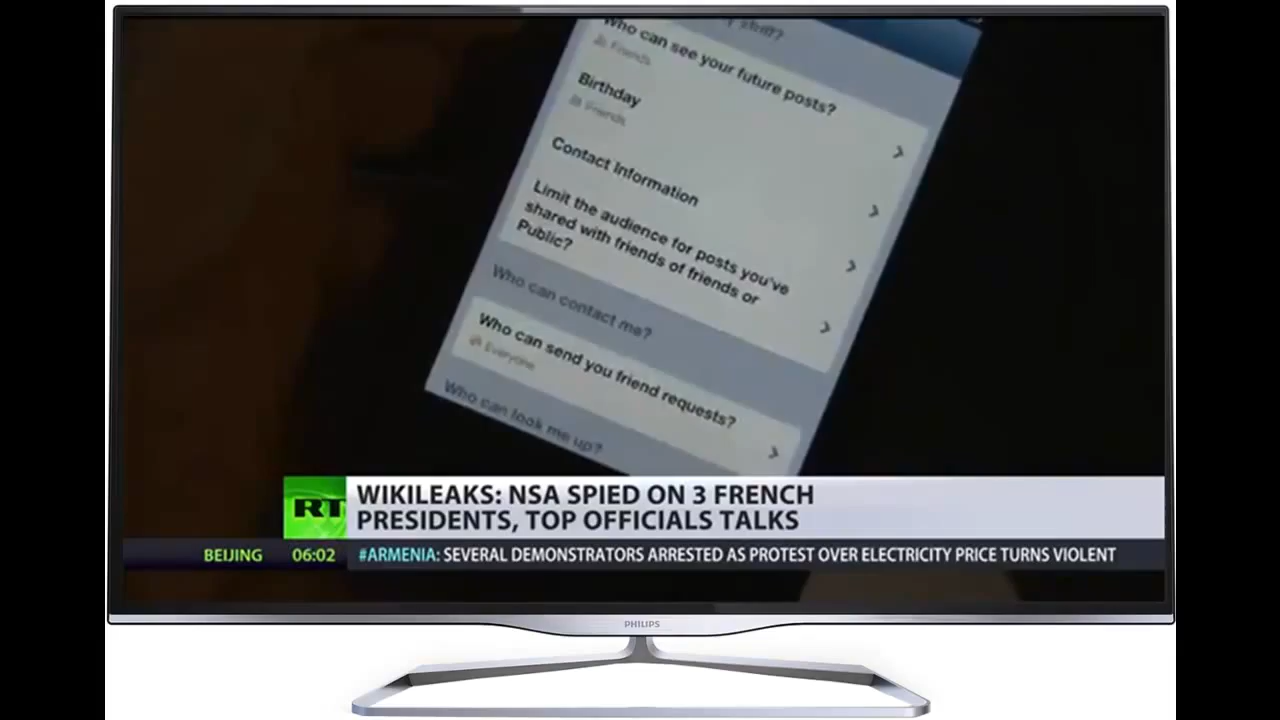 stuff?
Who can see your future posts?
Friends
Birthday
Friends
Contact Information
Limit the audience for posts you've
shared with friends of friends or
Public?
Who can contact me?
Who can send you friend requests?
Everyone
Who can look me up?
RT
WIKILEAKS: NSA SPIED ON 3 FRENCH
PRESIDENTS, TOP OFFICIALS TALKS
BEIJING 06:02 #ARMENIA: SEVERAL DEMONSTRATORS ARRESTED AS PROTEST OVER ELECTRICITY PRICE TURNS VIOLENT
PHILIPS